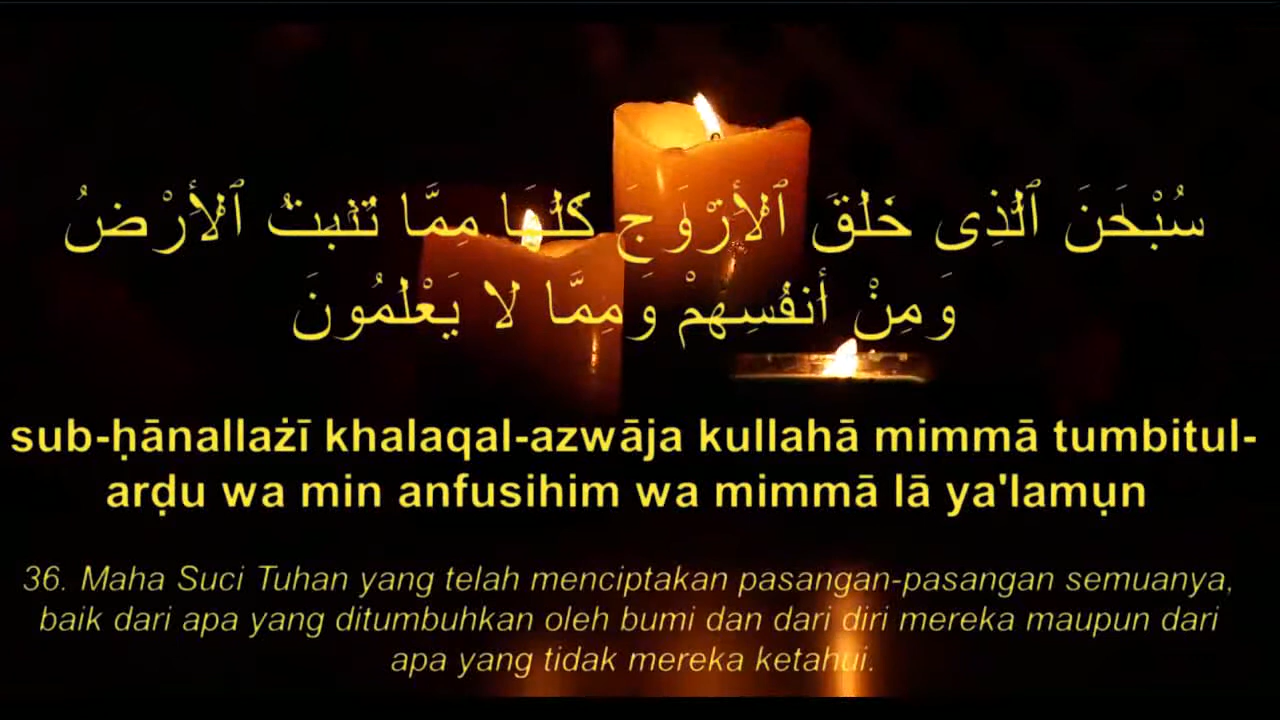 سُبْحَٰنَ ٱلَّذِى خَلَقَ ٱلْأَزْوَٰجَ كُلَّهَا مِمَّا تُنۢبِتُ ٱلْأَرْضُ
وَمِنْ أَنفُسِهِمْ وَمِمَّا لَا يَعْلَمُونَ
sub-ḥānallażī khalaqal-azwāja kullahā mimmā tumbitul-
arḍu wa min anfusihim wa mimmā lā ya'lamụn
36. Maha Suci Tuhan yang telah menciptakan pasangan-pasangan semuanya,
baik dari apa yang ditumbuhkan oleh bumi dan dari diri mereka maupun dari
apa yang tidak mereka ketahui.